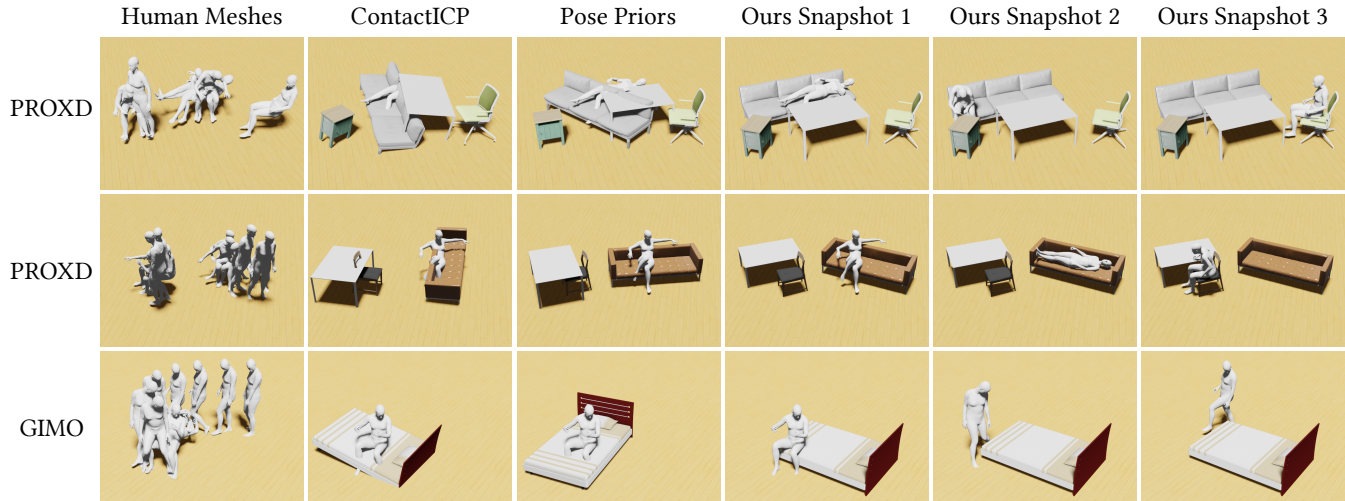 Human Meshes ContactICP Pose Priors Ours Snapshot 1 Ours Snapshot 2 Ours Snapshot 3
PROXD
PROXD
GIMO